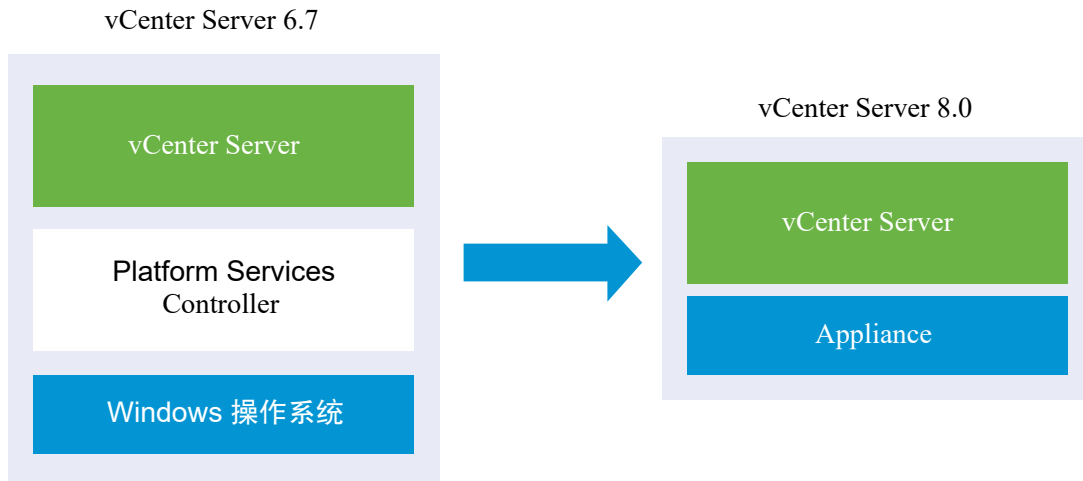 vCenter Server 6.7
vCenter Server
Platform Services
Controller
Windows 操作系统
vCenter Server 8.0
vCenter Server
Appliance